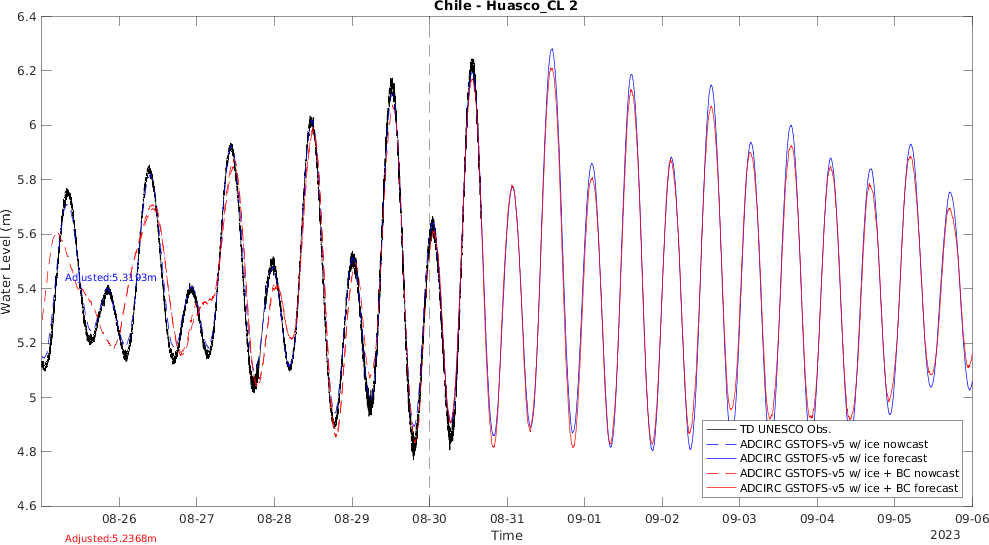 Chile - Huasco_CL 2
Water Level (m)
6.4
6.2
6
5.8
5.6
5.4
5.2
5
4.8
4.6
Adjusted:5.3193m
TD UNESCO Obs.
ADCIRC GSTOFS-v5 w/ ice nowcast
ADCIRC GSTOFS-v5 w/ ice forecast
ADCIRC GSTOFS-v5 w/ ice + BC nowcast
ADCIRC GSTOFS-v5 w/ ice + BC forecast
08-26 08-27 08-28 08-29 08-30 08-31 09-01 09-02 09-03 09-04 09-05 09-06
Time
2023
Adjusted:5.2368m